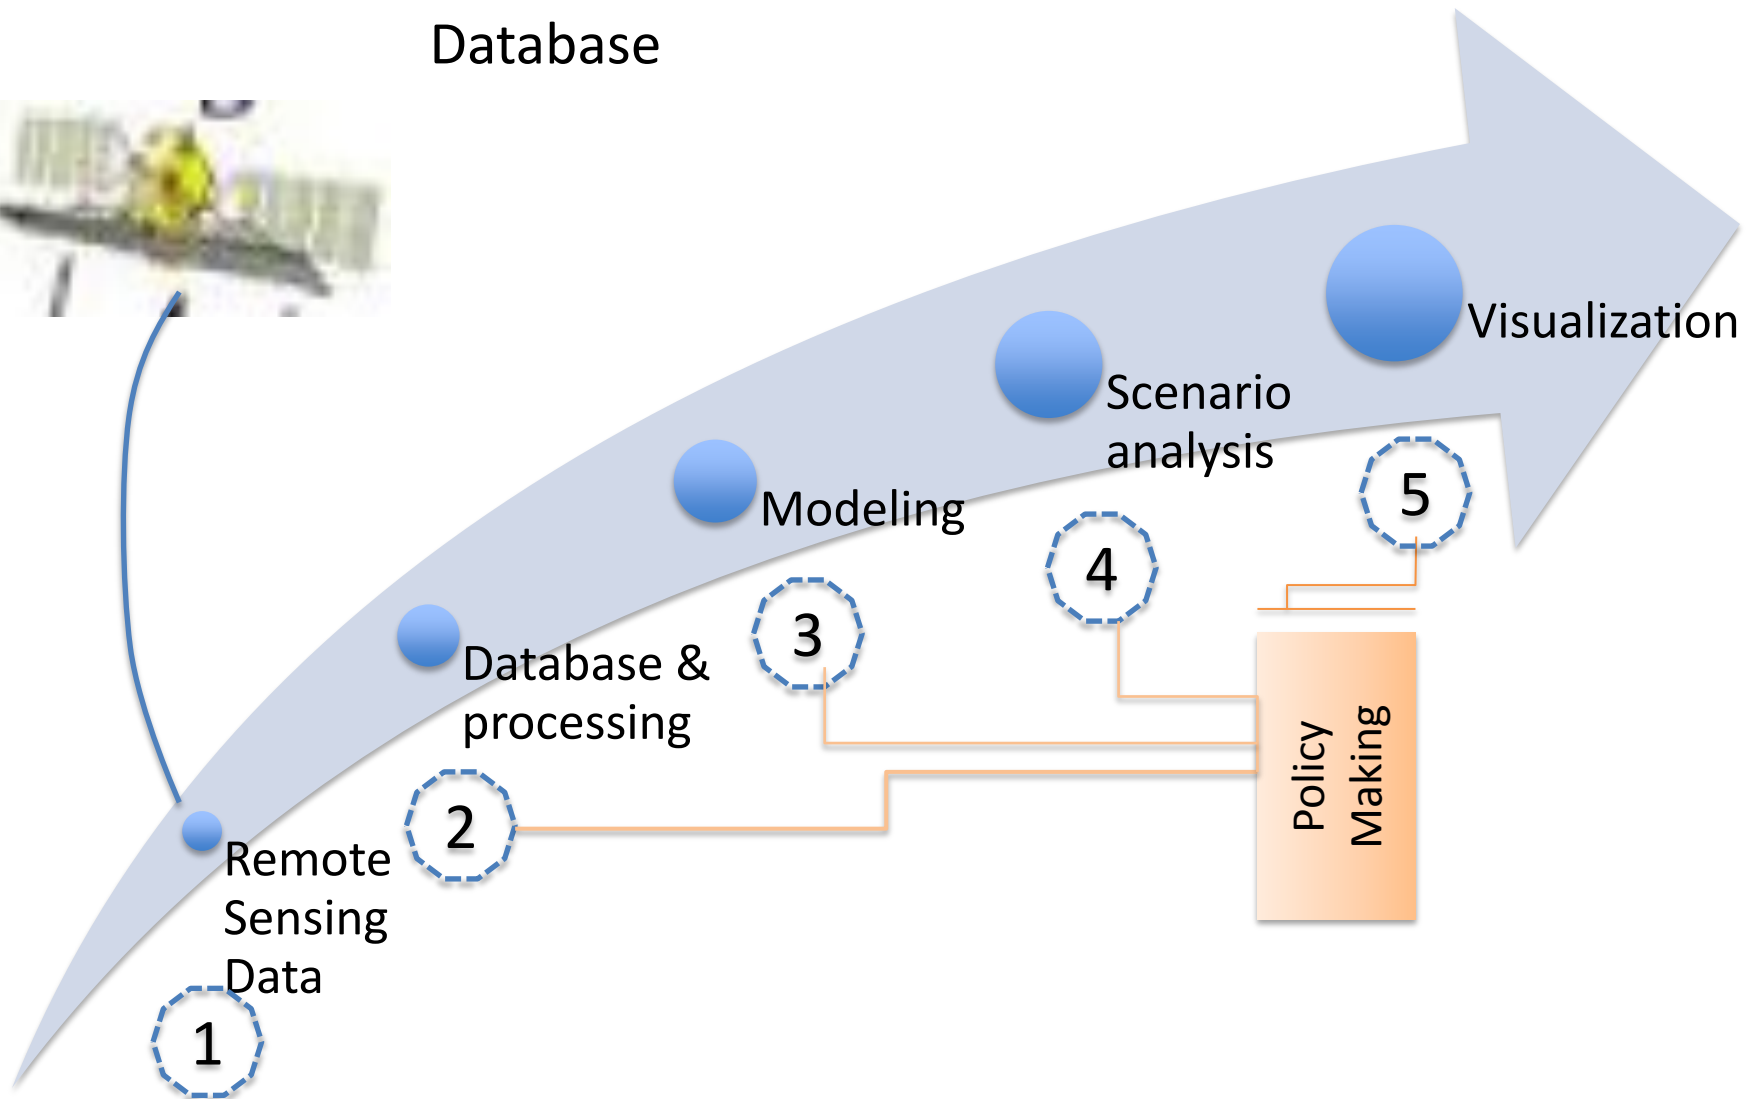 Database
Visualization
Scenario
analysis
5
Modeling
4
3
Database &
processing
Policy
Making
2
Remote
Sensing
Data
1